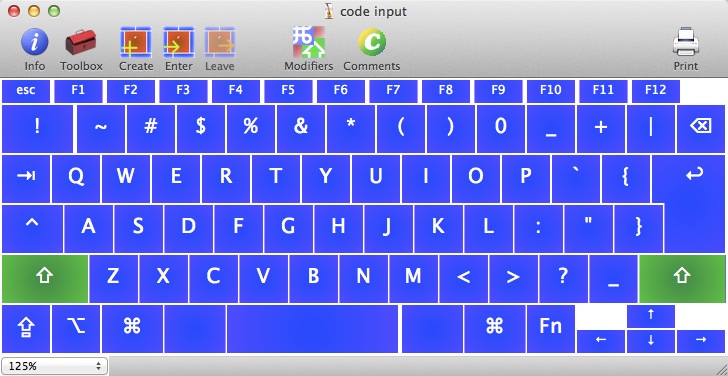 code input
Info Toolbox Create Enter Leave Modifiers Comments Print
esc F1 F2 F3 F4 F5 F6 F7 F8 F9 F10 F11 F12
! ~ # $ % & * ( ) 0 _ + | ⌫
⇥ Q W E R T Y U I O P ` { ↩
^ A S D F G H J K L : " }
⇧ Z X C V B N M < > ? _ ⇧
⇪ ⌥ ⌘ ⌘ Fn ↑
← ↓ →
125%